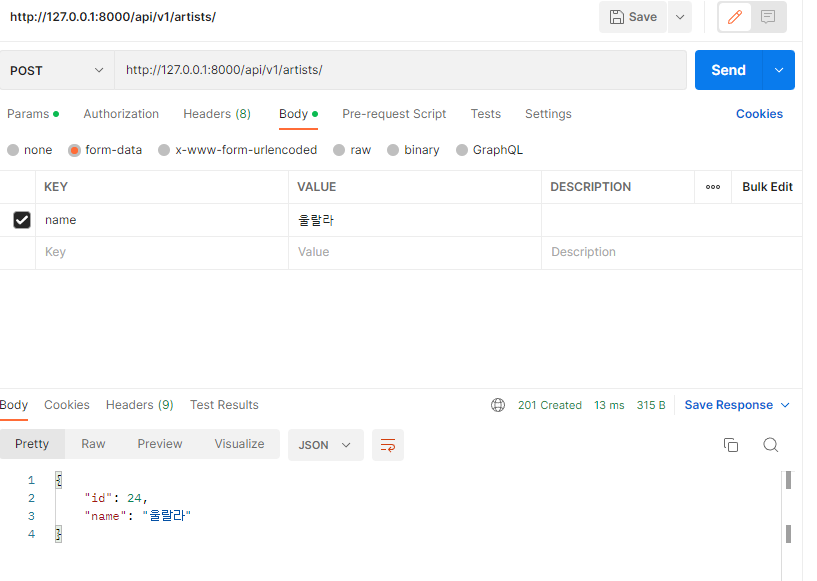 http://127.0.0.1:8000/api/v1/artists/ Save
POST http://127.0.0.1:8000/api/v1/artists/ Send
Params Authorization Headers (8) Body Pre-request Script Tests Settings Cookies
none form-data x-www-form-urlencoded raw binary GraphQL
KEY VALUE DESCRIPTION Bulk Edit
name 울랄라
Key Value Description
Body Cookies Headers (9) Test Results 201 Created 13 ms 315 B Save Response
Pretty Raw Preview Visualize JSON
1 {
2 "id": 24,
3 "name": "울랄라"
4 }